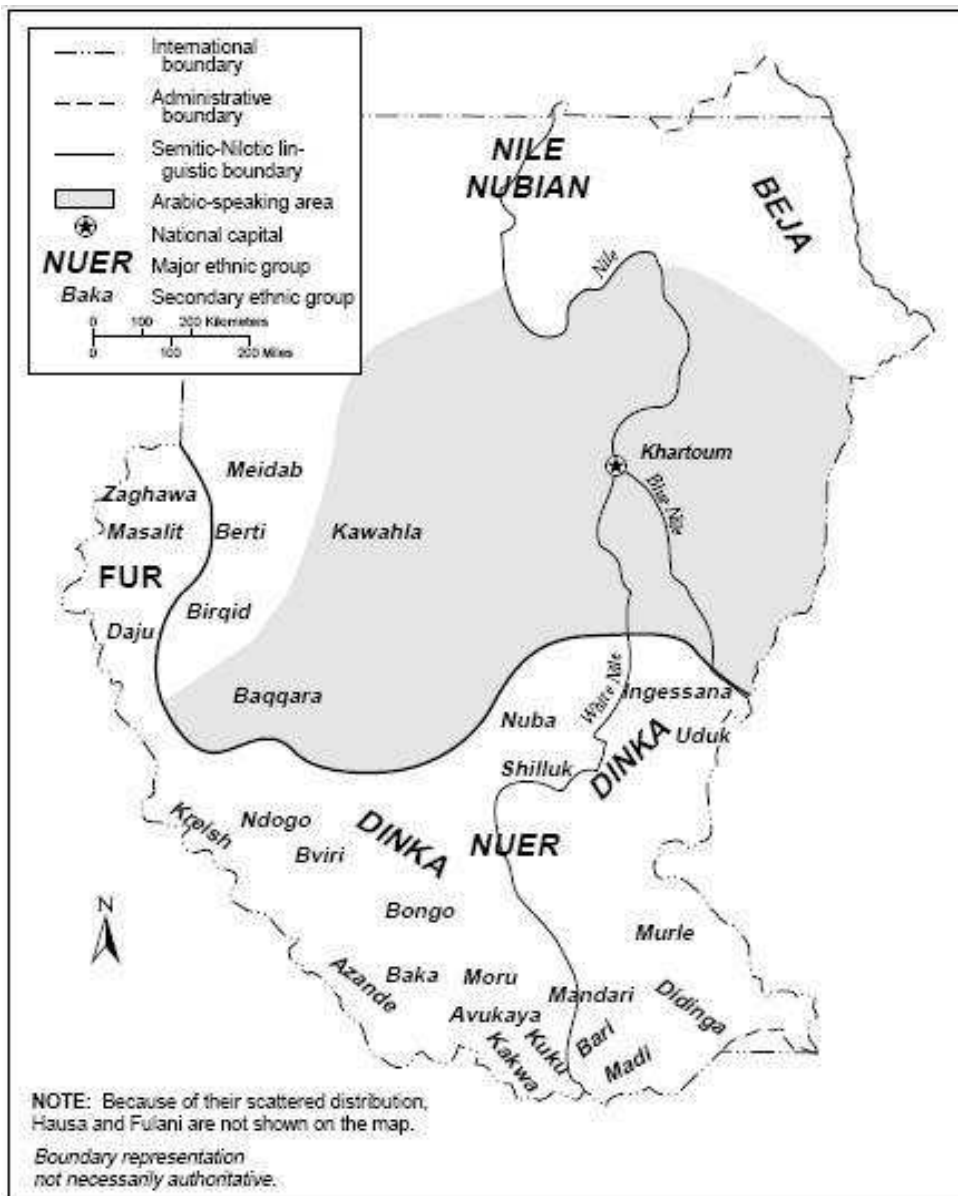 International
boundary
Administrative
boundary
Semitic-Nilotic lin-
guistic boundary
Arabic-speaking area
National capital
NUER Major ethnic group
Baka Secondary ethnic group
0 100 200 Kilometers
0 100 200 Miles
NILE
NUBIAN
BEJA
Nile
Khartoum
Blue Nile
Meidab
Zaghawa
Masalit
Berti
Kawahla
FUR
Birqid
Daju
Baqqara
White Nile
Ingessana
Nuba
Uduk
Shilluk
DINKA
Kreish
Ndogo
DINKA
NUER
Bviri
N
Bongo
Murle
Azande
Baka
Moru
Mandari
Didinga
Avukaya
Kuku
Bari
Kakwa
Madi
NOTE: Because of their scattered distribution,
Hausa and Fulani are not shown on the map.
Boundary representation
not necessarily authoritative.